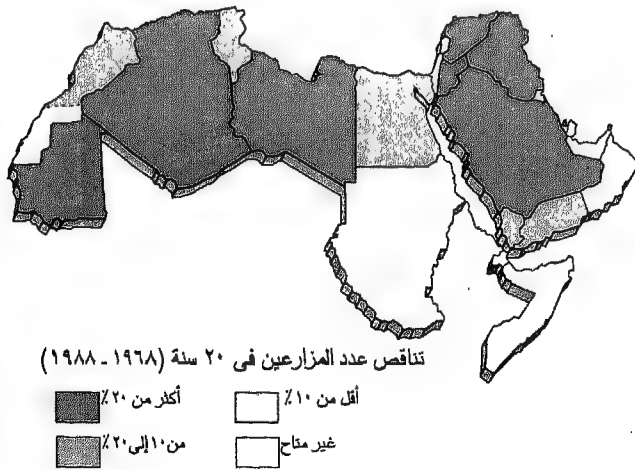 تناقص عدد المزارعين فى ٢٠ سنة (١٩٦٨ ـ ١٩٨٨)
أكثر من ٢٠٪ أقل من ١٠٪
من ١٠ إلى ٢٠٪ غير متاح